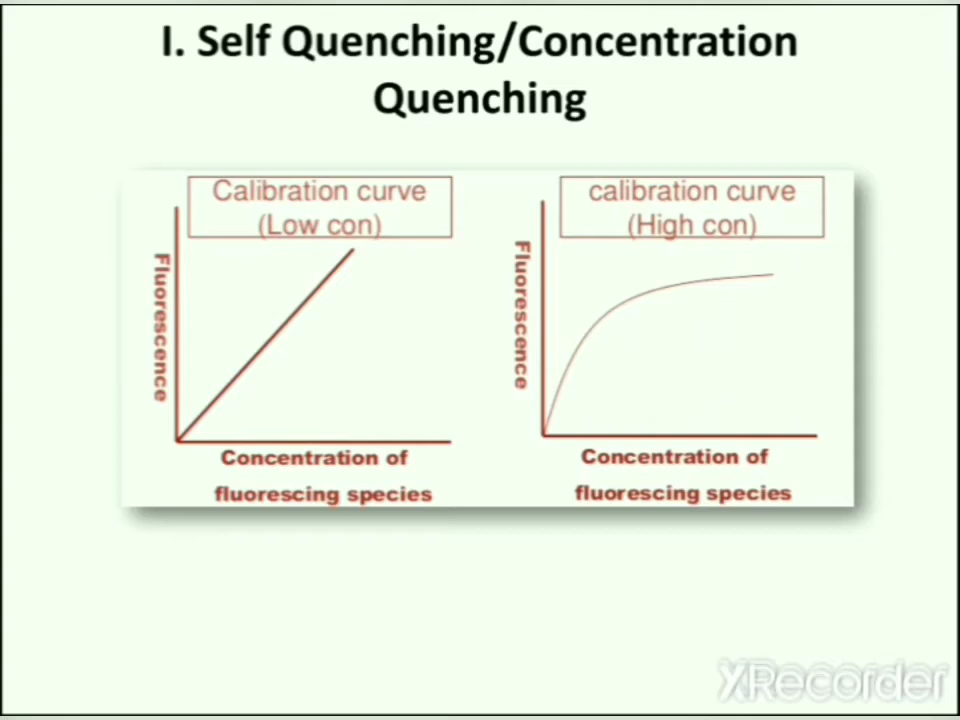 I. Self Quenching/Concentration
Quenching
Calibration curve
(Low con)
Fluorescence
Concentration of
fluorescing species
calibration curve
(High con)
Fluorescence
Concentration of
fluorescing species
XRecorder